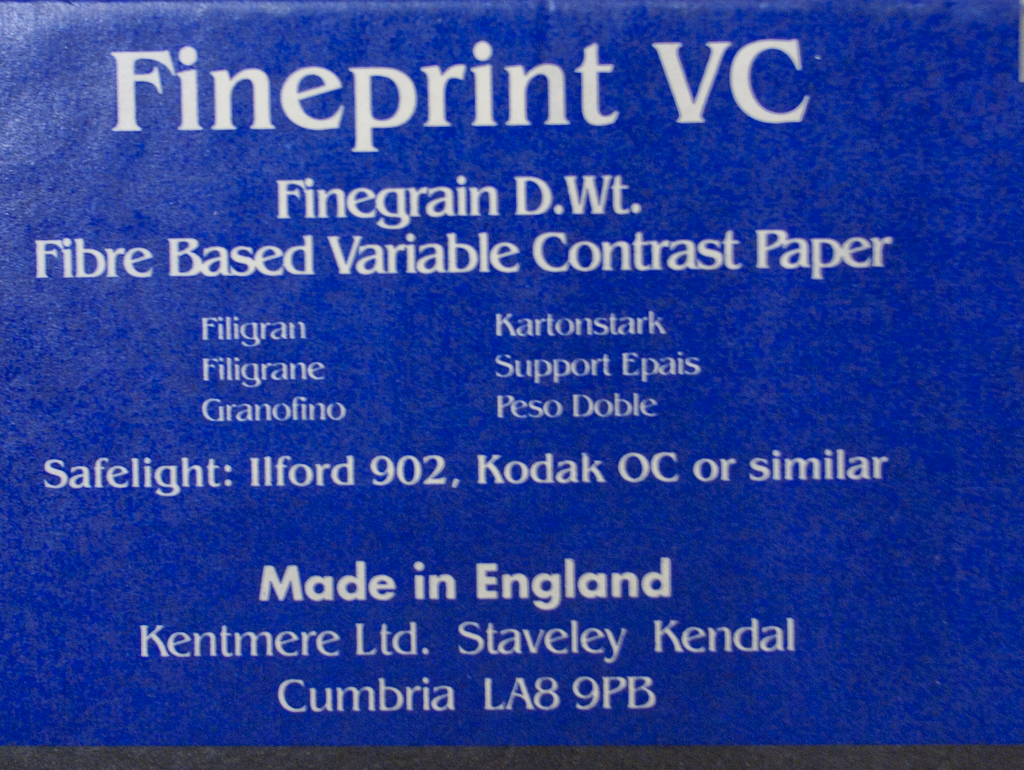 Fineprint VC
Finegrain D.Wt.
Fibre Based Variable Contrast Paper
Filigran Kartonstark
Filigrane Support Epais
Granofino Peso Doble
Safelight: Ilford 902, Kodak OC or similar
Made in England
Kentmere Ltd. Staveley Kendal
Cumbria LA8 9PB